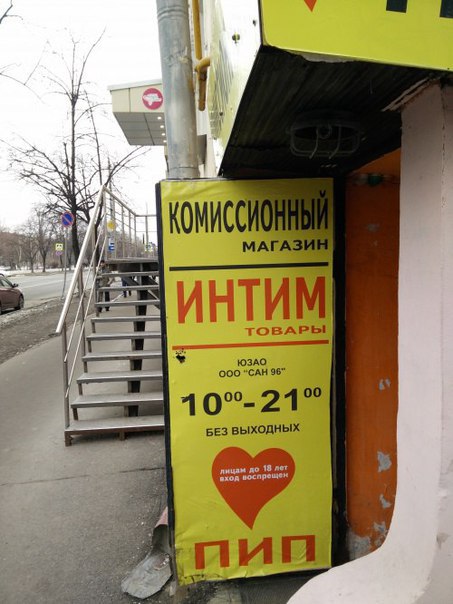 КОМИССИОННЫЙ
МАГАЗИН
ИНТИМ
ТОВАРЫ
ЮЗАО
ООО "САН 96"
10⁰⁰-21⁰⁰
БЕЗ ВЫХОДНЫХ
лицам до 18 лет
вход воспрещен
ПИП